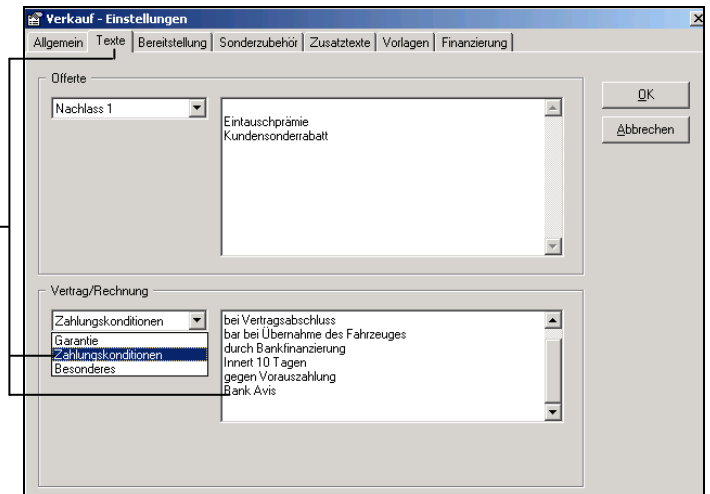 Verkauf - Einstellungen
Allgemein Texte Bereitstellung Sonderzubehör Zusatztexte Vorlagen Finanzierung
Offerte
Nachlass 1
Eintauschprämie
Kundensonderrabatt
OK
Abbrechen
Vertrag/Rechnung
Zahlungskonditionen
Garantie
Zahlungskonditionen
Besonderes
bei Vertragsabschluss
bar bei Übernahme des Fahrzeuges
durch Bankfinanzierung
Innert 10 Tagen
gegen Vorauszahlung
Bank Avis